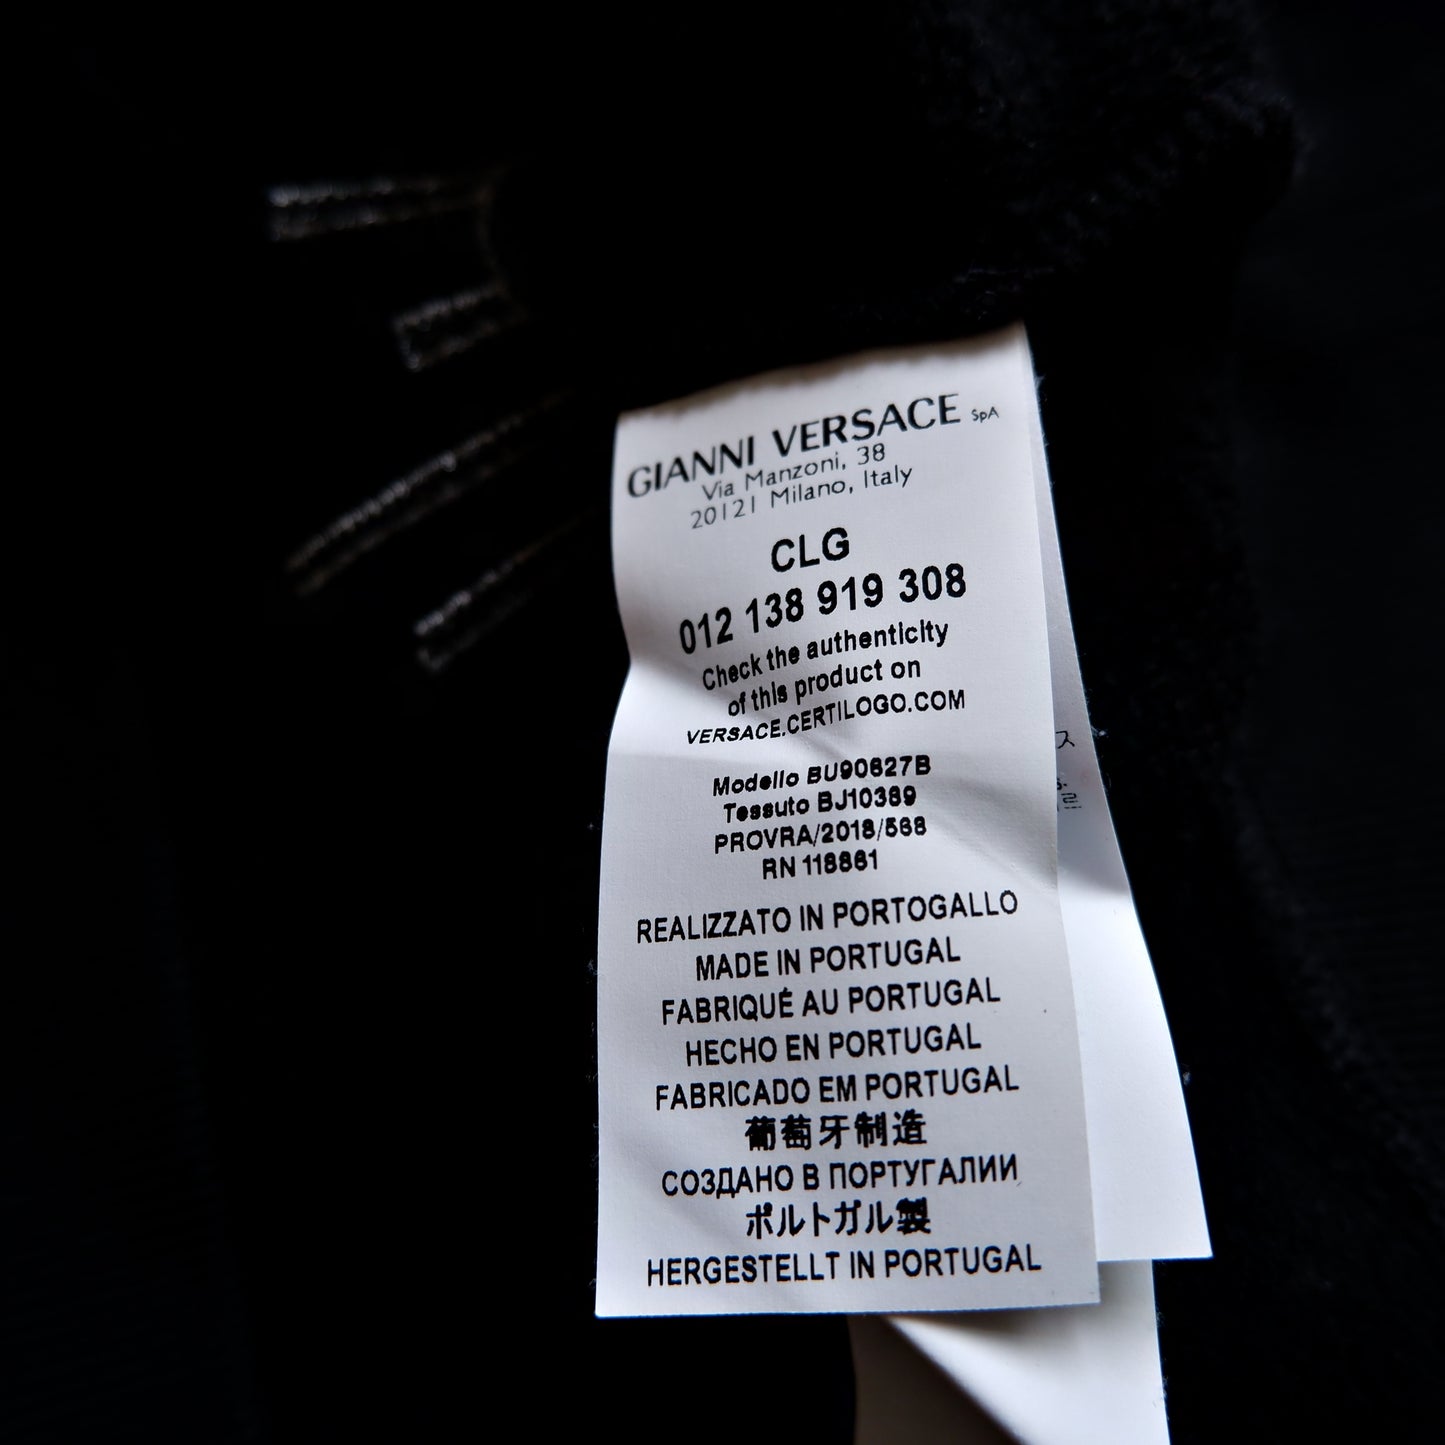 GIANNI VERSACE SpA
Via Manzoni, 38
20121 Milano, Italy
CLG
012 138 919 308
Check the authenticity
of this product on
VERSACE.CERTILOGO.COM
Modello BU90627B
Tessuto BJ10389
PROVRA/2018/568
RN 118861
REALIZZATO IN PORTOGALLO
MADE IN PORTUGAL
FABRIQUÉ AU PORTUGAL
HECHO EN PORTUGAL
FABRICADO EM PORTUGAL
葡萄牙制造
СОЗДАНО В ПОРТУГАЛИИ
ポルトガル製
HERGESTELLT IN PORTUGAL